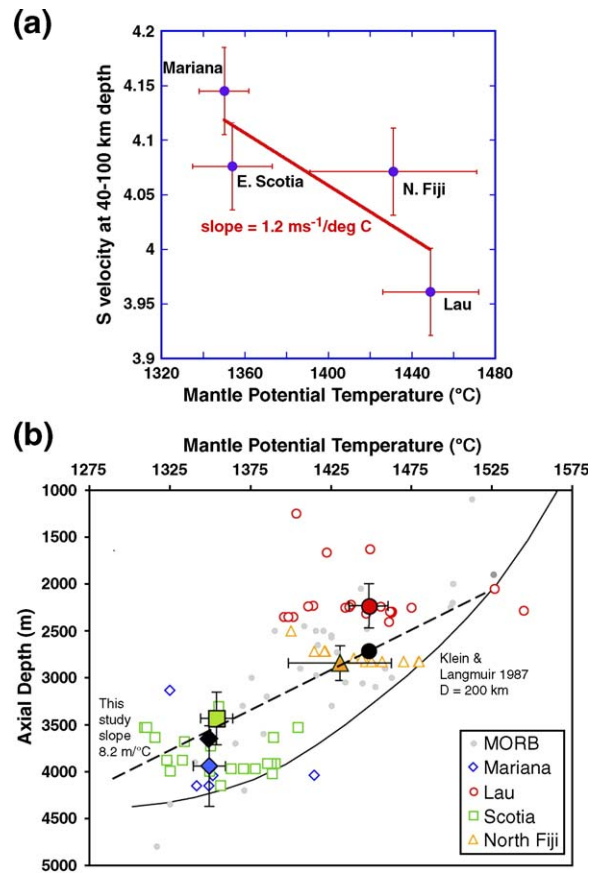 (a)
4.2
4.15
4.1
4.05
4
3.95
3.9
S velocity at 40-100 km depth
Mariana
E. Scotia
N. Fiji
slope = 1.2 ms⁻¹/deg C
Lau
1320
1360
1400
1440
1480
Mantle Potential Temperature (°C)
(b)
Mantle Potential Temperature (°C)
1275
1325
1375
1425
1475
1525
1575
1000
1500
2000
2500
3000
3500
4000
4500
5000
Axial Depth (m)
This
study
slope
8.2 m/°C
Klein &
Langmuir 1987
D = 200 km
MORB
Mariana
Lau
Scotia
North Fiji